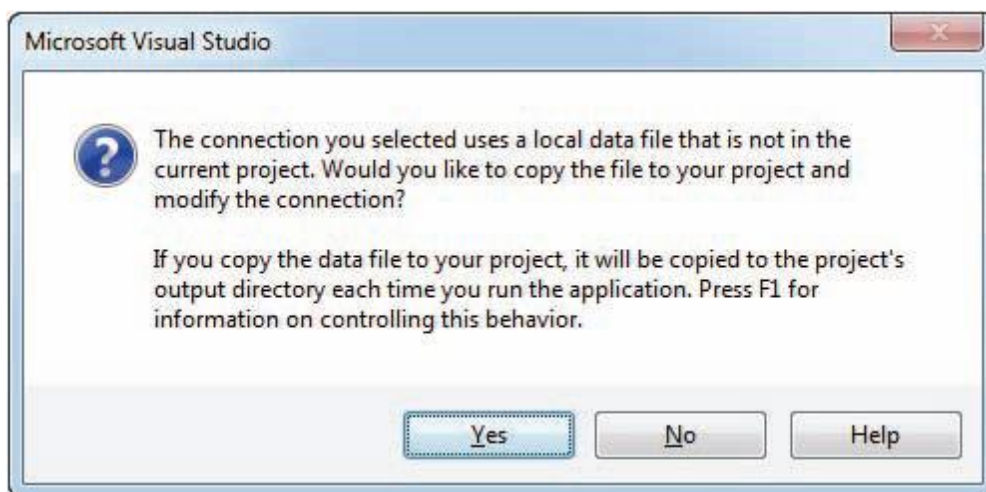 Microsoft Visual Studio
The connection you selected uses a local data file that is not in the
current project. Would you like to copy the file to your project and
modify the connection?
If you copy the data file to your project, it will be copied to the project's
output directory each time you run the application. Press F1 for
information on controlling this behavior.
Yes
No
Help